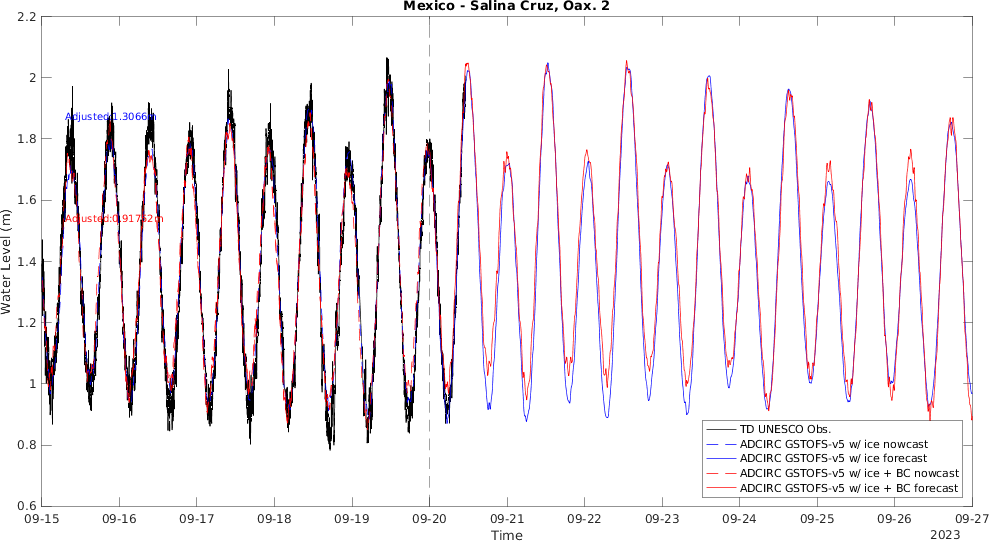 Mexico - Salina Cruz, Oax. 2
2.2
2
1.8
1.6
1.4
1.2
1
0.8
0.6
Water Level (m)
Adjusted:1.3066m
Adjusted:0.91752m
TD UNESCO Obs.
ADCIRC GSTOFS-v5 w/ ice nowcast
ADCIRC GSTOFS-v5 w/ ice forecast
ADCIRC GSTOFS-v5 w/ ice + BC nowcast
ADCIRC GSTOFS-v5 w/ ice + BC forecast
09-15 09-16 09-17 09-18 09-19 09-20 09-21 09-22 09-23 09-24 09-25 09-26 09-27
2023
Time